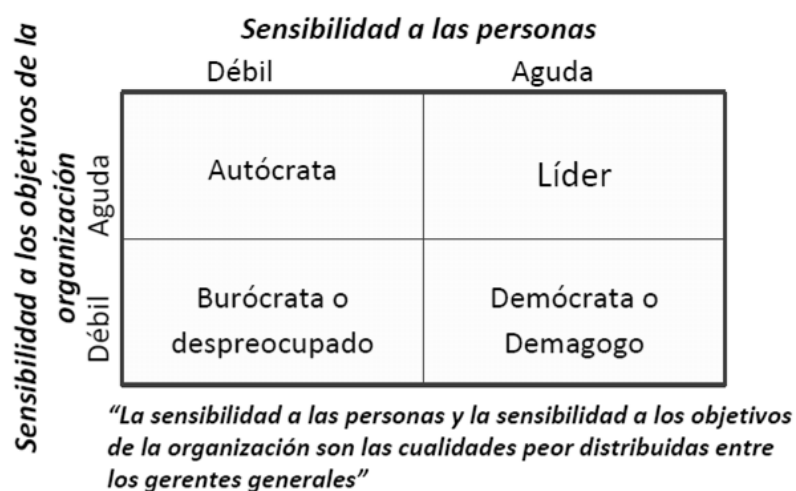 Sensibilidad a las personas
Débil Aguda
Sensibilidad a los objetivos de la
organización
Aguda
Débil
Autócrata
Líder
Burócrata o
despreocupado
Demócrata o
Demagogo
“La sensibilidad a las personas y la sensibilidad a los objetivos
de la organización son las cualidades peor distribuidas entre
los gerentes generales”